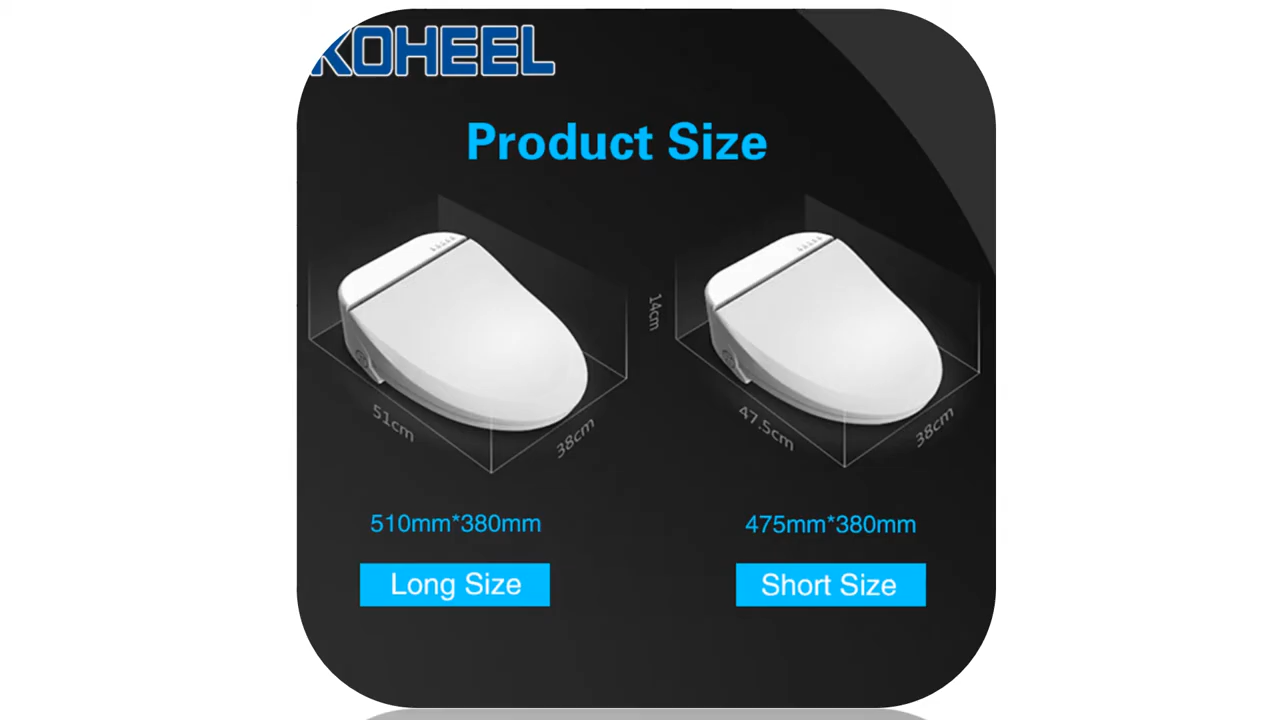 KOHEEL
Product Size
14cm
51cm
38cm
47.5cm
38cm
510mm*380mm
475mm*380mm
Long Size
Short Size